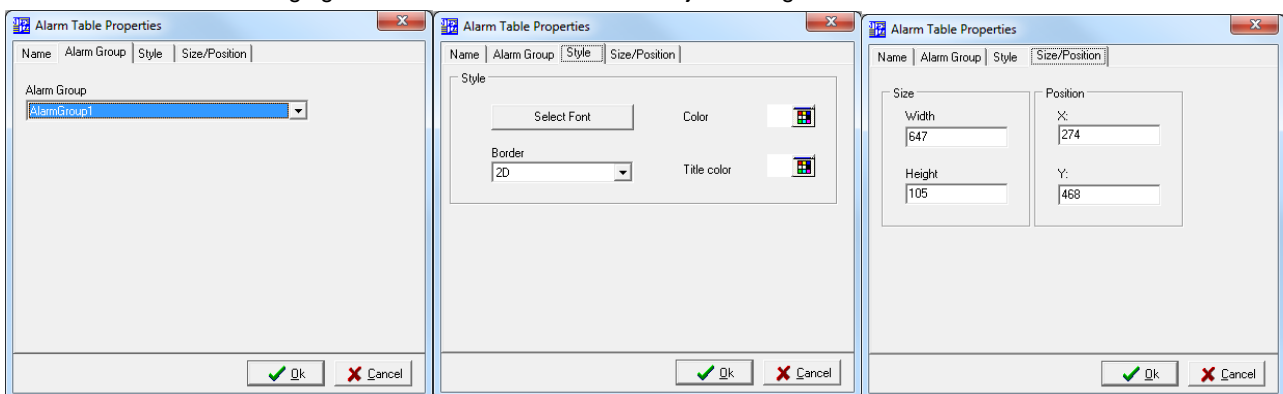 Alarm Table Properties
Name Alarm Group Style Size/Position
Alarm Group
AlarmGroup1
Ok Cancel
Alarm Table Properties
Name Alarm Group Style Size/Position
Style
Select Font Color
Border
2D Title color
Ok Cancel
Alarm Table Properties
Name Alarm Group Style Size/Position
Size Position
Width X:
647 274
Height Y:
105 468
Ok Cancel